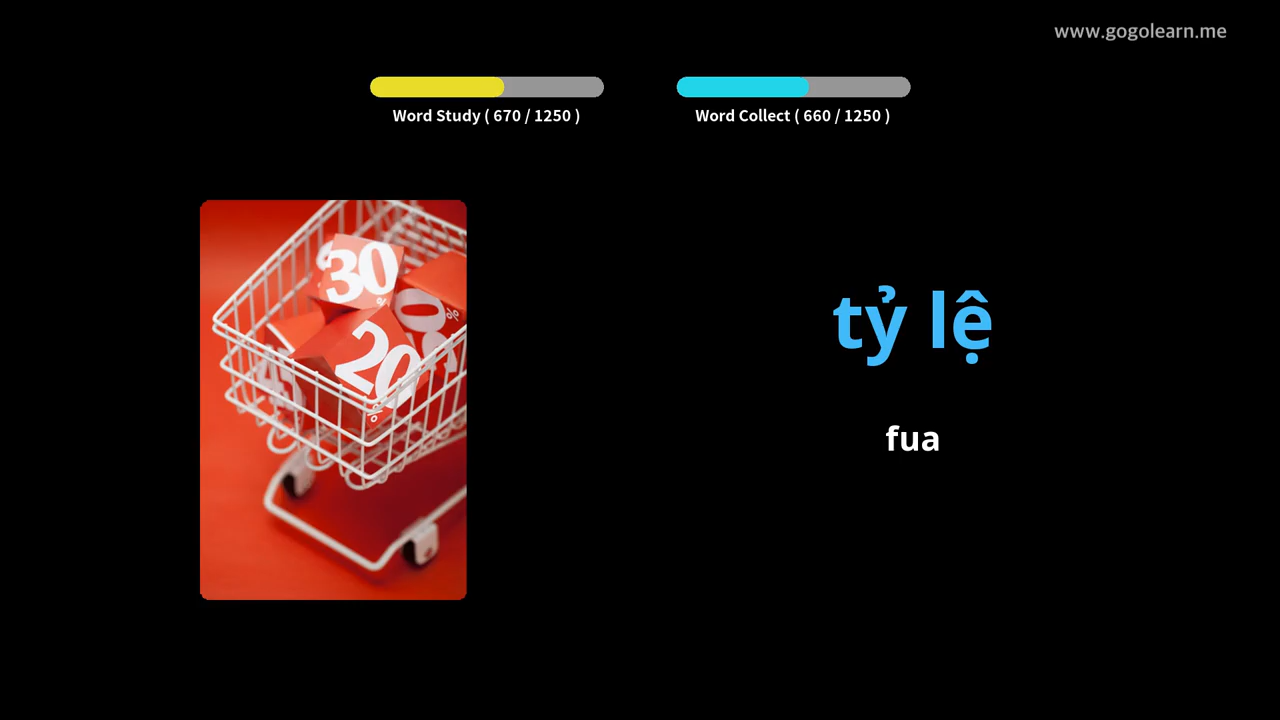 www.gogolearn.me
Word Study ( 670 / 1250 )
Word Collect ( 660 / 1250 )
30
%
20
%
tỷ lệ
fua